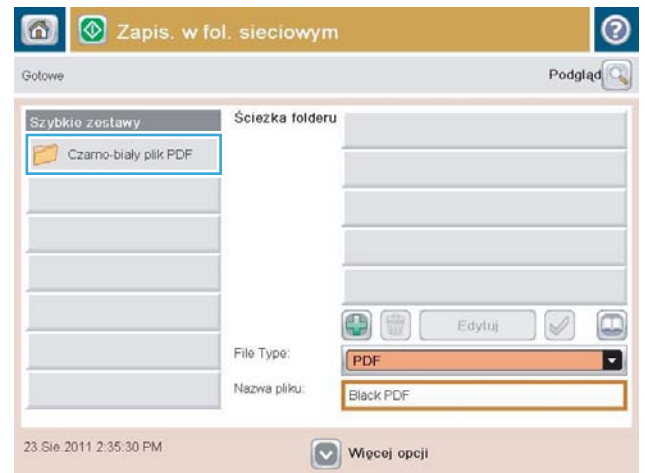 Zapis. w fol. sieciowym
Gotowe
Podgląd
Szybkie zestawy
Ścieżka folderu
Czarno-biały plik PDF
Edytuj
File Type:
PDF
Nazwa pliku:
Black PDF
23.Sie.2011 2:35:30 PM
Więcej opcji